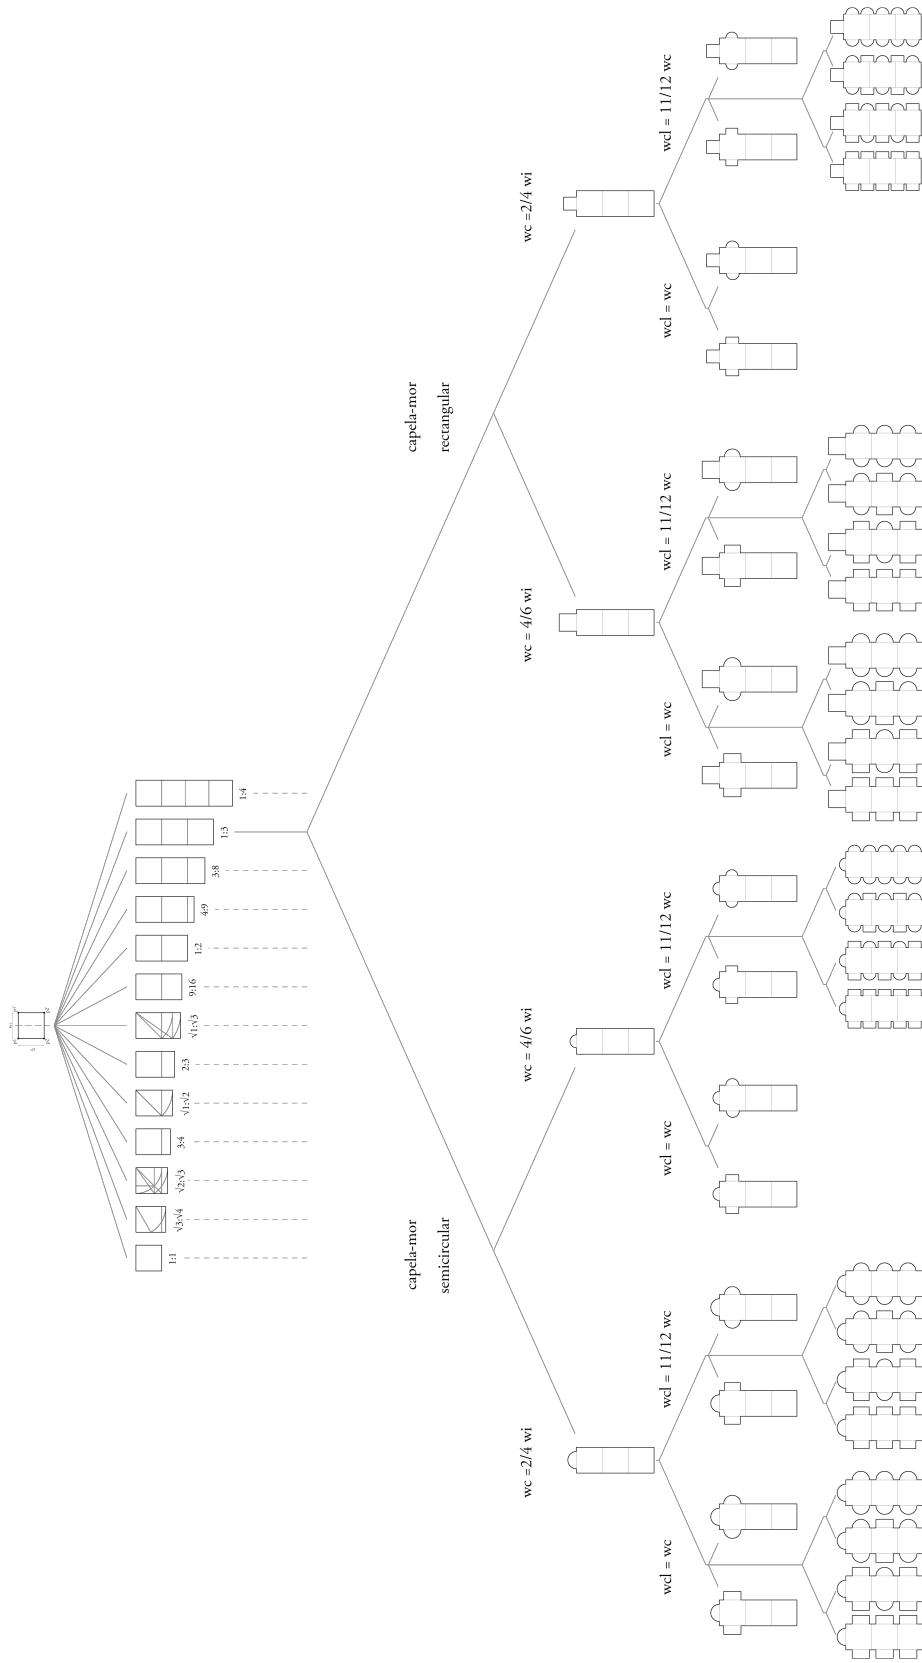 1:1
√3:√4
√2:√3
3:4
√1:√2
2:3
√1:√3
9:16
1:2
4:9
3:8
1:3
1:4
capela-mor
semicircular
capela-mor
rectangular
wc =2/4 wi
wc = 4/6 wi
wc = 4/6 wi
wc =2/4 wi
wcl = wc
wcl = 11/12 wc
wcl = wc
wcl = 11/12 wc
wcl = wc
wcl = 11/12 wc
wcl = wc
wcl = 11/12 wc